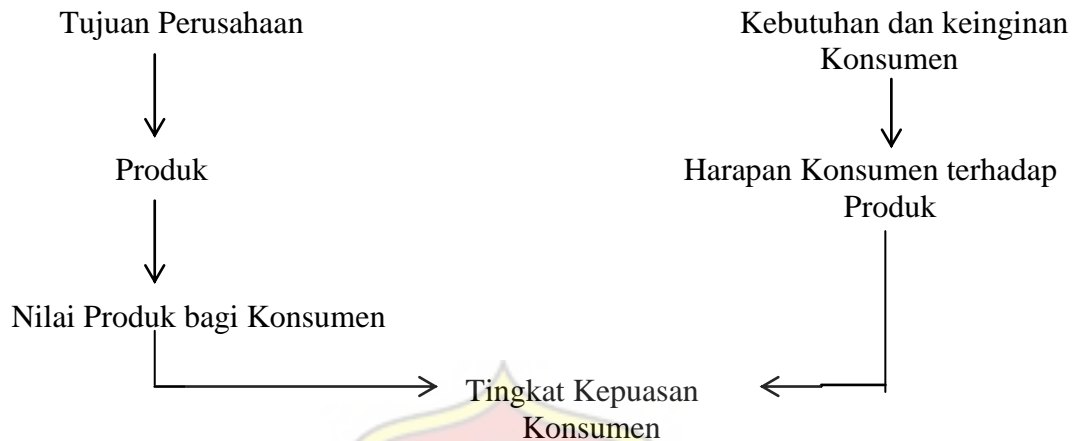 Tujuan Perusahaan
Kebutuhan dan keinginan
Konsumen
Produk
Harapan Konsumen terhadap
Produk
Nilai Produk bagi Konsumen
Tingkat Kepuasan
Konsumen